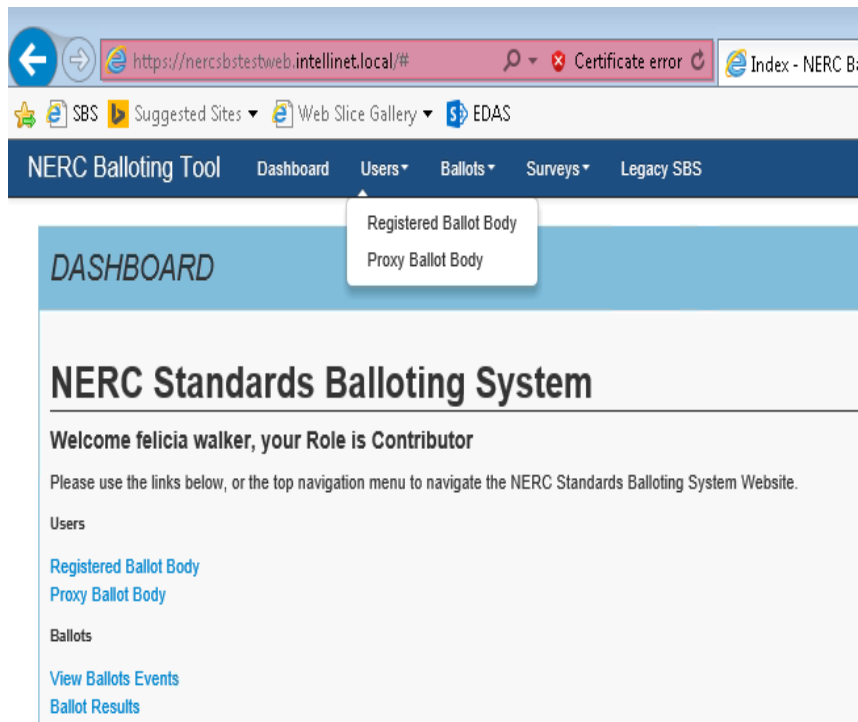 https://nercsbstestweb.intellinet.local/# Certificate error Index - NERC Ba
SBS Suggested Sites Web Slice Gallery EDAS
NERC Balloting Tool Dashboard Users Ballots Surveys Legacy SBS
Registered Ballot Body
Proxy Ballot Body
DASHBOARD
NERC Standards Balloting System
Welcome felicia walker, your Role is Contributor
Please use the links below, or the top navigation menu to navigate the NERC Standards Balloting System Website.
Users
Registered Ballot Body
Proxy Ballot Body
Ballots
View Ballots Events
Ballot Results